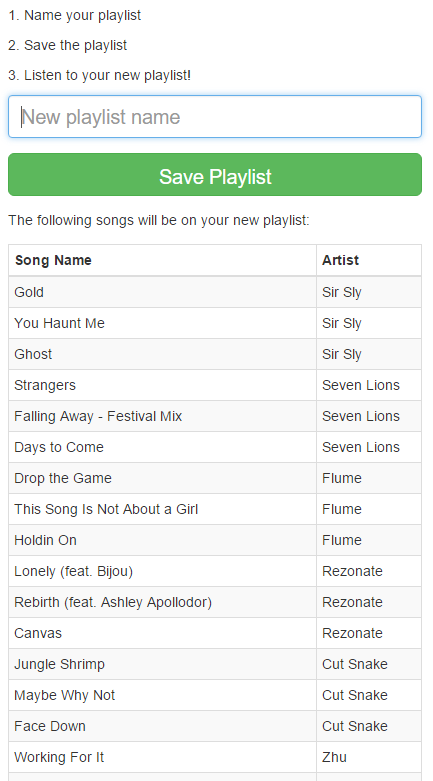 1. Name your playlist
2. Save the playlist
3. Listen to your new playlist!
New playlist name
Save Playlist
The following songs will be on your new playlist:
Song Name Artist
Gold Sir Sly
You Haunt Me Sir Sly
Ghost Sir Sly
Strangers Seven Lions
Falling Away - Festival Mix Seven Lions
Days to Come Seven Lions
Drop the Game Flume
This Song Is Not About a Girl Flume
Holdin On Flume
Lonely (feat. Bijou) Rezonate
Rebirth (feat. Ashley Apollodor) Rezonate
Canvas Rezonate
Jungle Shrimp Cut Snake
Maybe Why Not Cut Snake
Face Down Cut Snake
Working For It Zhu